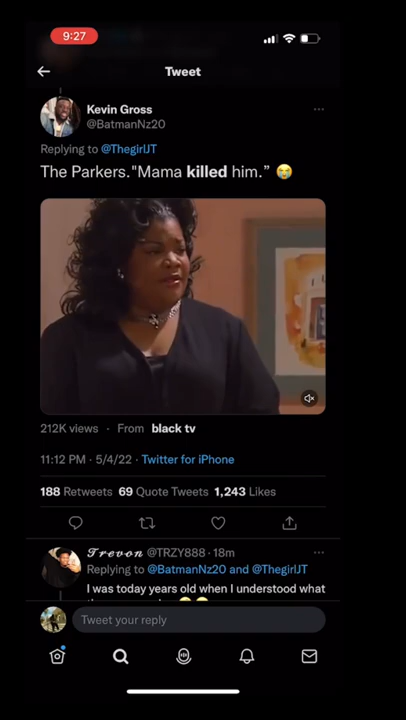 9:27
Tweet
Kevin Gross
@BatmanNz20
Replying to @ThegirlJT
The Parkers."Mama killed him.” 😭
212K views · From black tv
11:12 PM · 5/4/22 · Twitter for iPhone
188 Retweets 69 Quote Tweets 1,243 Likes
𝓣𝓻𝓮𝓿𝓸𝓷 @TRZY888 · 18m
Replying to @BatmanNz20 and @ThegirlJT
I was today years old when I understood what
Tweet your reply